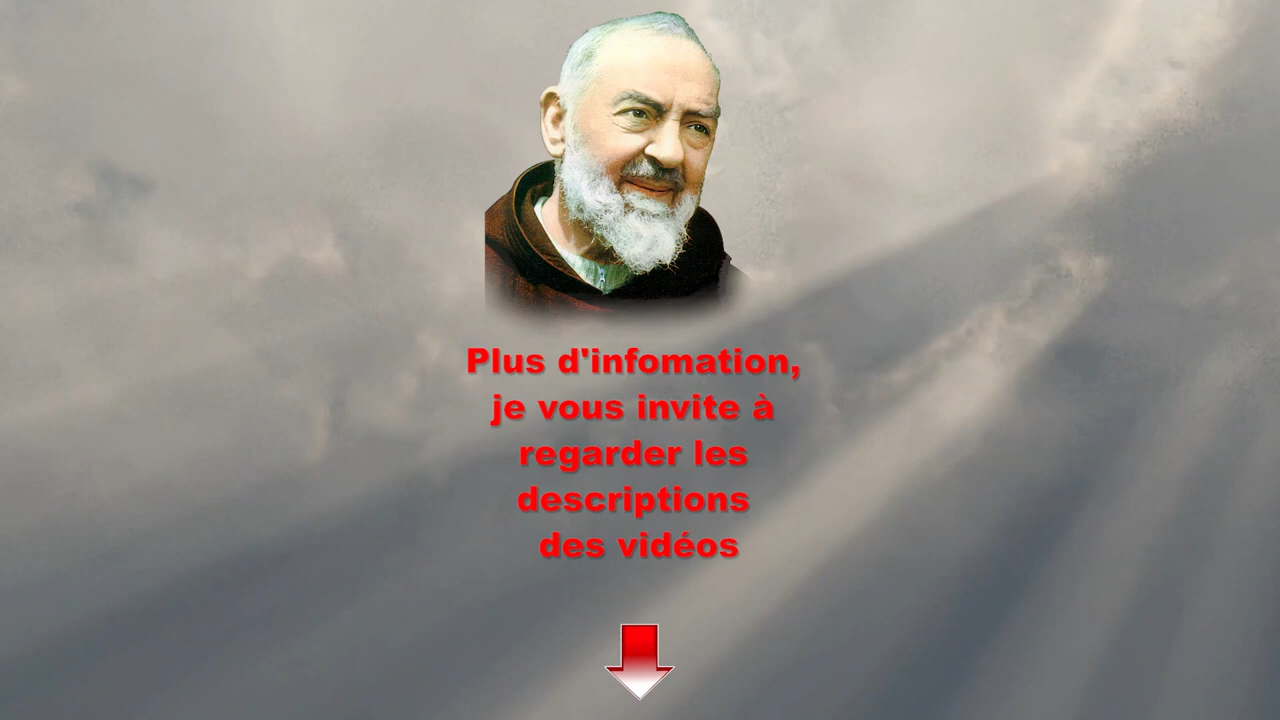 Plus d'infomation,
je vous invite à
regarder les
descriptions
des vidéos